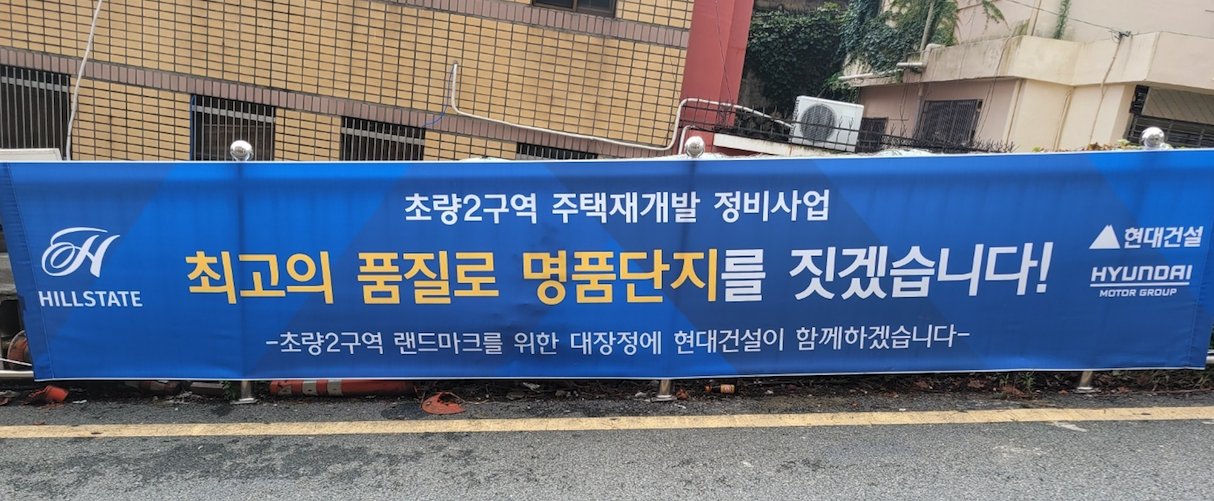 초량2구역 주택재개발 정비사업
H
HILLSTATE
최고의 품질로 명품단지를 짓겠습니다!
현대건설
HYUNDAI
MOTOR GROUP
-초량2구역 랜드마크를 위한 대장정에 현대건설이 함께하겠습니다-